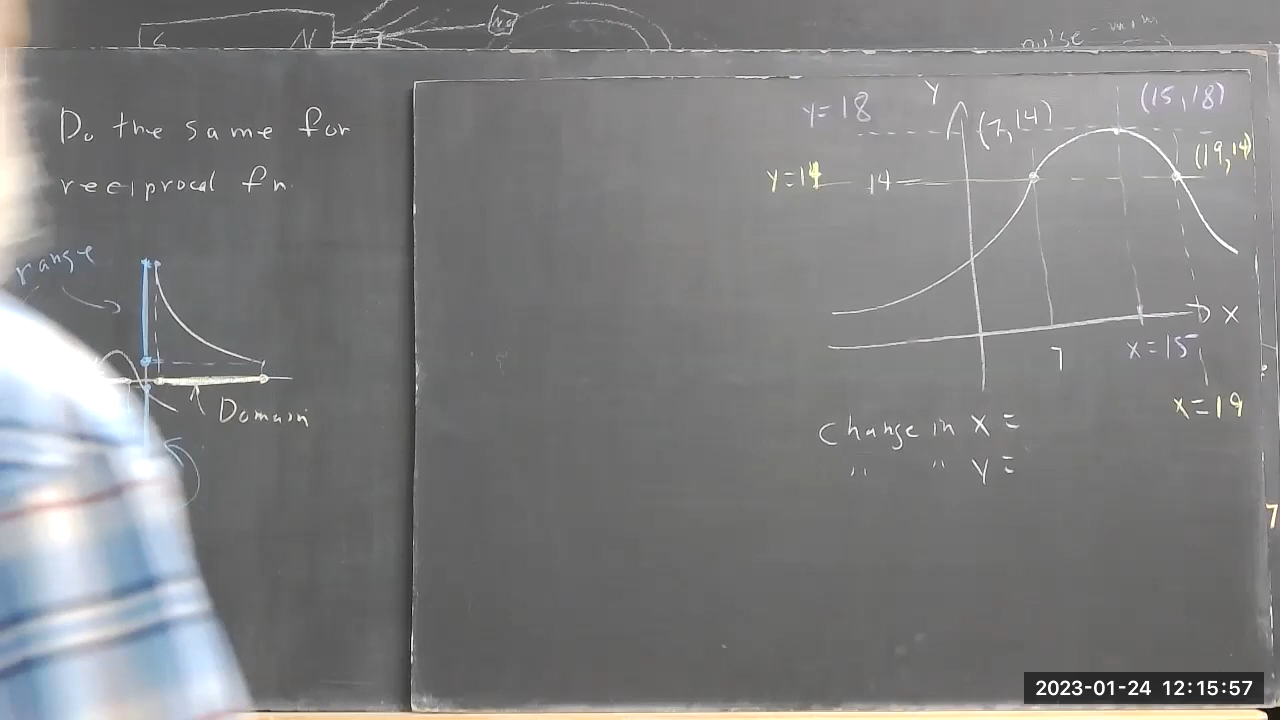 S N
Do the same for
reciprocal fn.
range
Domain
y=18
Y
(7,14)
(15,18)
(19,14)
y=14
14
X
7
x=15
x=19
Change in X =
" " Y =
7
2023-01-24 12:15:57